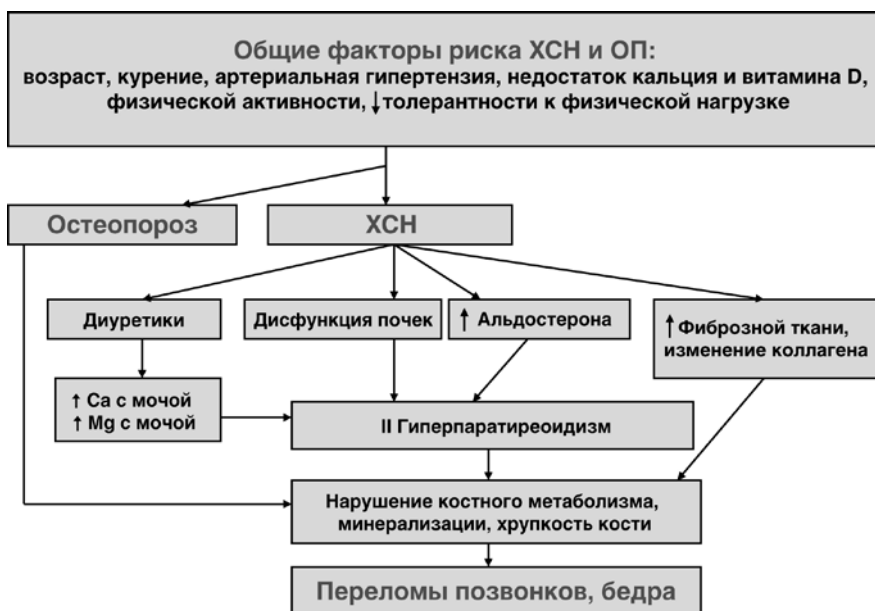 Общие факторы риска ХСН и ОП:
возраст, курение, артериальная гипертензия, недостаток кальция и витамина D,
физической активности, ↓ толерантности к физической нагрузке
Остеопороз
ХСН
Диуретики
Дисфункция почек
↑ Альдостерона
↑ Фиброзной ткани,
изменение коллагена
↑ Ca с мочой
↑ Mg с мочой
II Гиперпаратиреоидизм
Нарушение костного метаболизма,
минерализации, хрупкость кости
Переломы позвонков, бедра